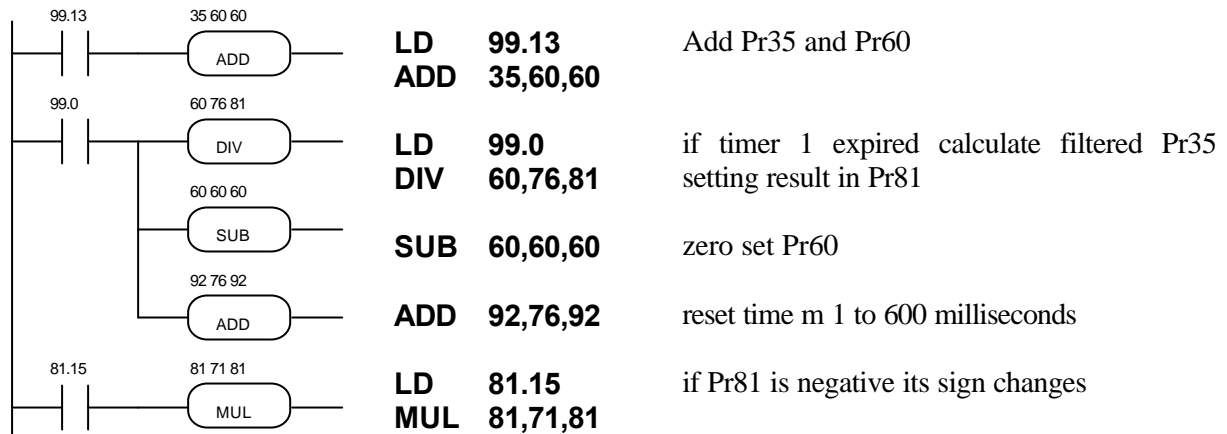 99.13 35 60 60
ADD
LD 99.13 Add Pr35 and Pr60
ADD 35,60,60
99.0 60 76 81
DIV
LD 99.0 if timer 1 expired calculate filtered Pr35
DIV 60,76,81 setting result in Pr81
60 60 60
SUB
SUB 60,60,60 zero set Pr60
92 76 92
ADD
ADD 92,76,92 reset time m 1 to 600 milliseconds
81.15 81 71 81
MUL
LD 81.15 if Pr81 is negative its sign changes
MUL 81,71,81